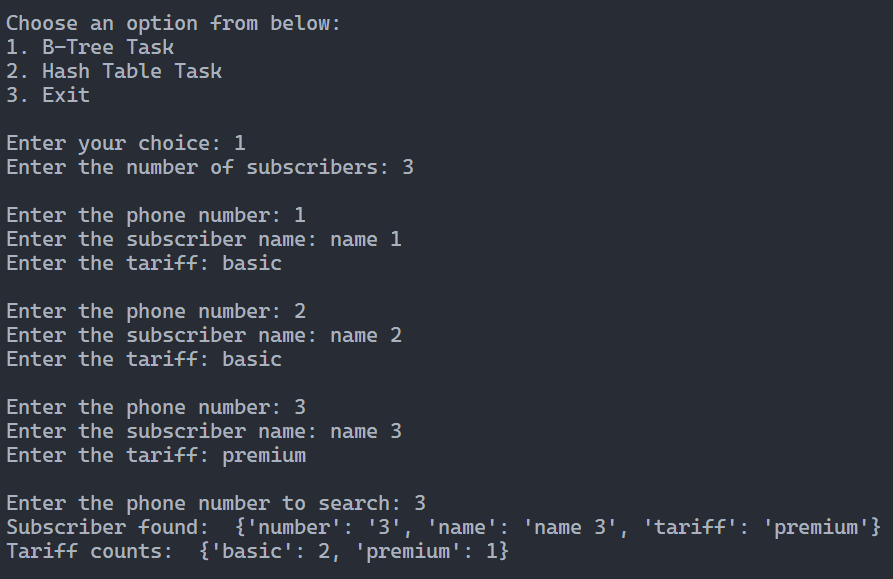 Choose an option from below:
1. B-Tree Task
2. Hash Table Task
3. Exit
Enter your choice: 1
Enter the number of subscribers: 3
Enter the phone number: 1
Enter the subscriber name: name 1
Enter the tariff: basic
Enter the phone number: 2
Enter the subscriber name: name 2
Enter the tariff: basic
Enter the phone number: 3
Enter the subscriber name: name 3
Enter the tariff: premium
Enter the phone number to search: 3
Subscriber found:  {'number': '3', 'name': 'name 3', 'tariff': 'premium'}
Tariff counts:  {'basic': 2, 'premium': 1}